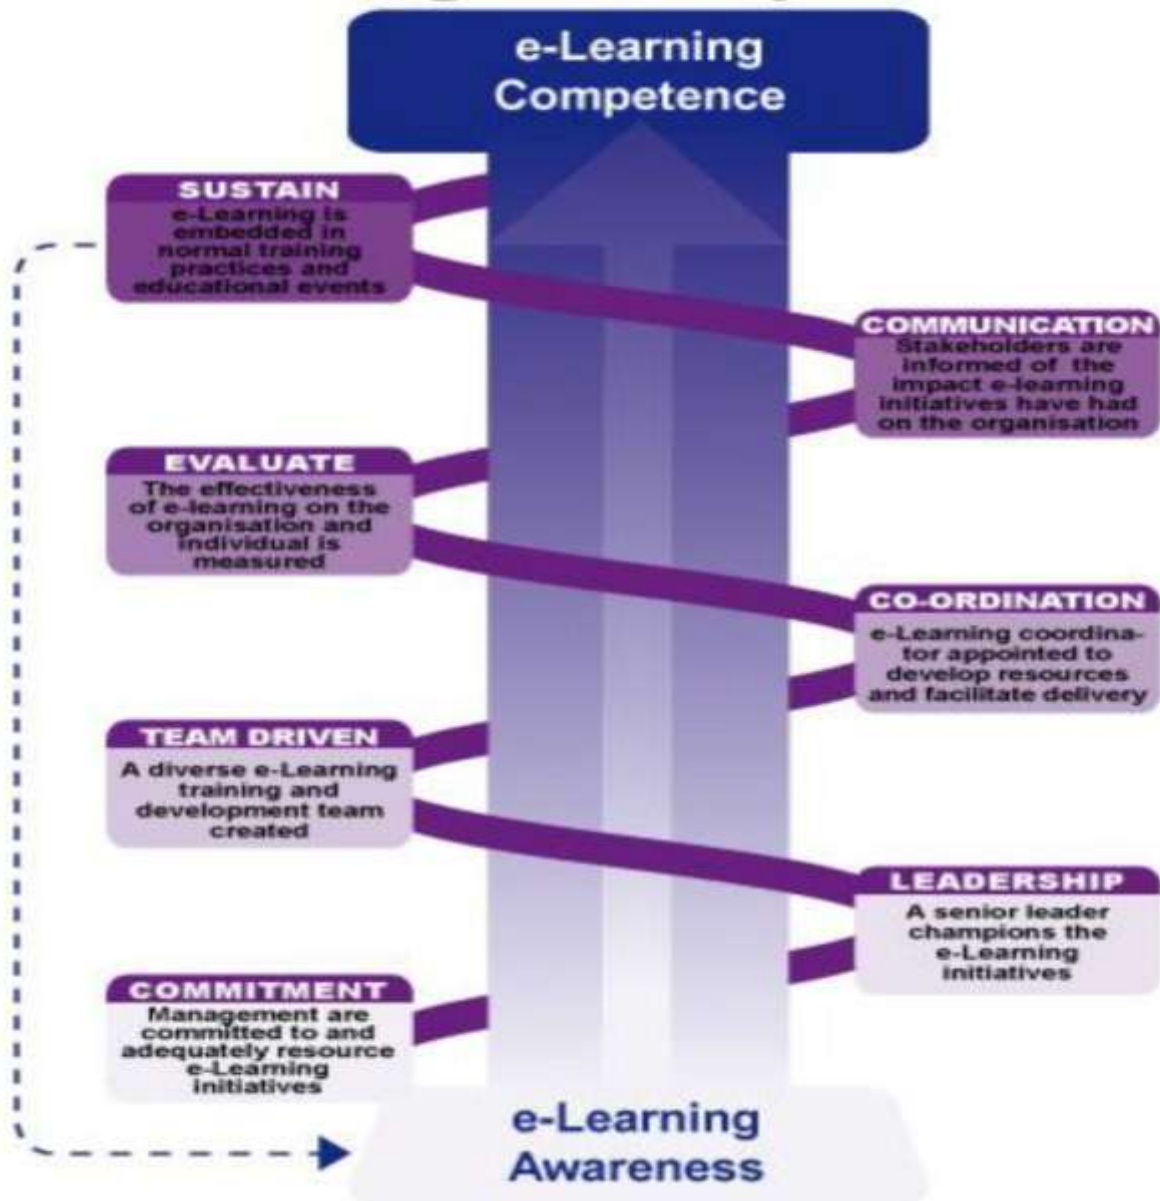 e-Learning
Competence
SUSTAIN
e-Learning is
embedded in
normal training
practices and
educational events
COMMUNICATION
Stakeholders are
informed of the
impact e-learning
initiatives have had
on the organisation
EVALUATE
The effectiveness
of e-learning on the
organisation and
individual is
measured
CO-ORDINATION
e-Learning coordina-
tor appointed to
develop resources
and facilitate delivery
TEAM DRIVEN
A diverse e-Learning
training and
development team
created
LEADERSHIP
A senior leader
champions the
e-Learning
initiatives
COMMITMENT
Management are
committed to and
adequately resource
e-Learning
initiatives
e-Learning
Awareness